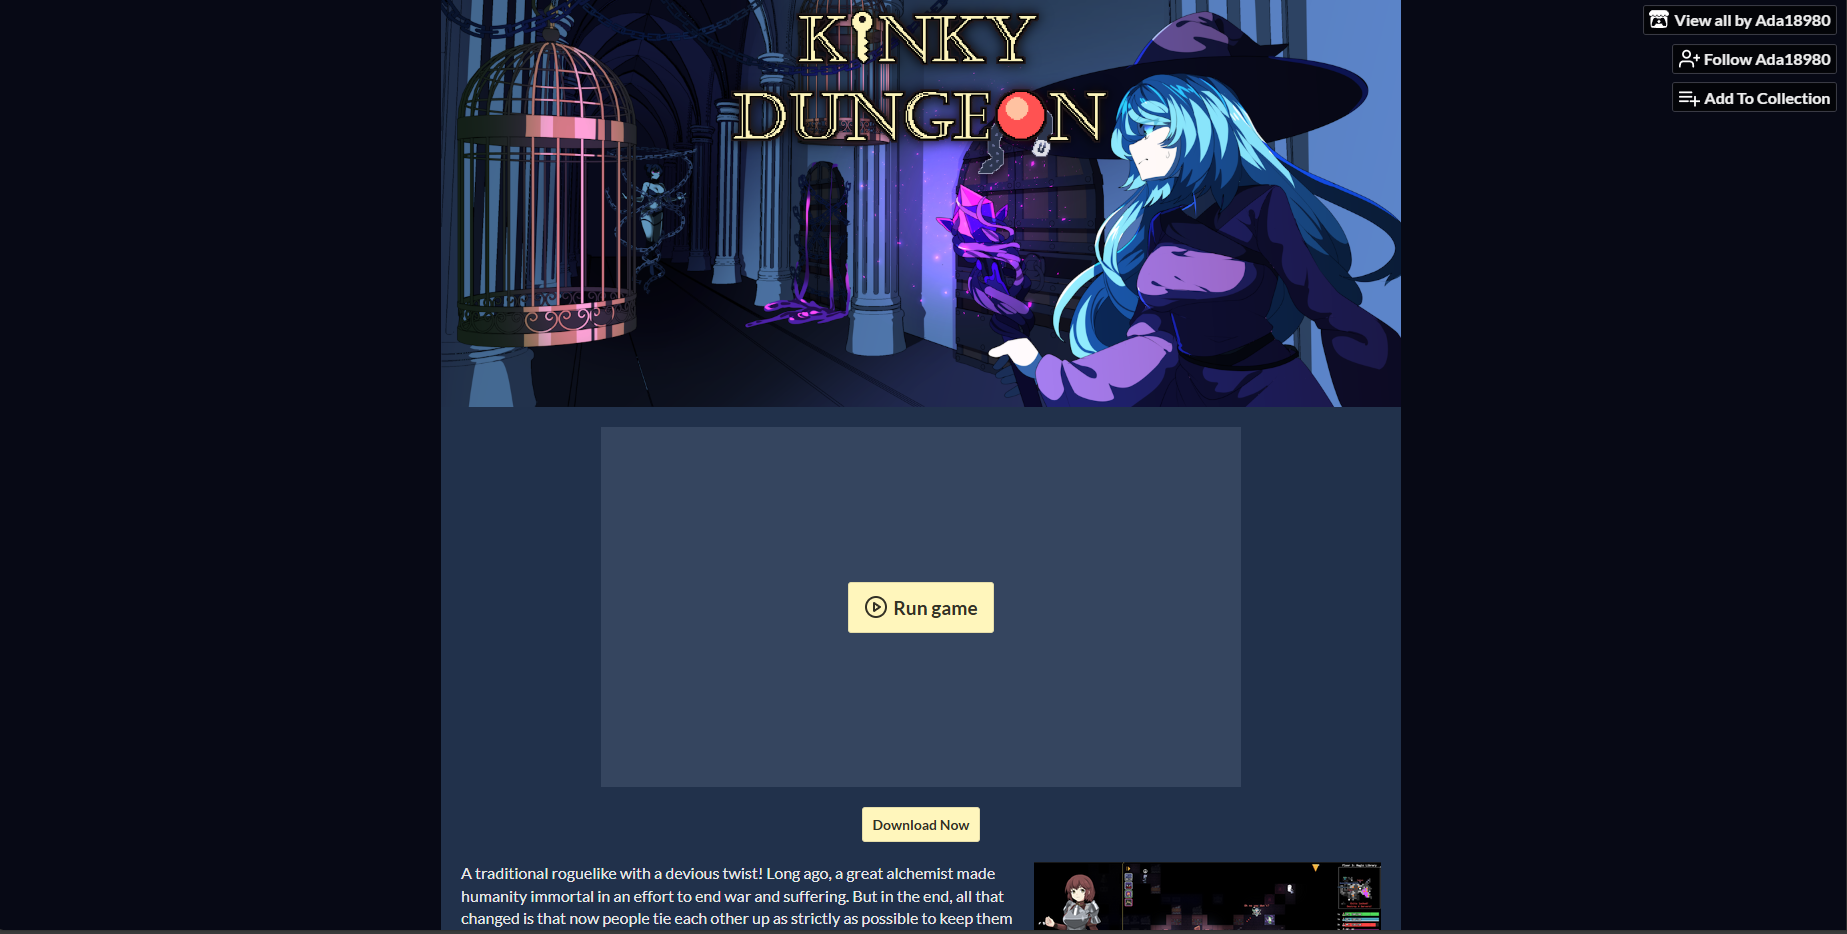 KINKY
DUNGEON
View all by Ada18980
Follow Ada18980
Add To Collection
Run game
Download Now
A traditional roguelike with a devious twist! Long ago, a great alchemist made
humanity immortal in an effort to end war and suffering. But in the end, all that
changed is that now people tie each other up as strictly as possible to keep them